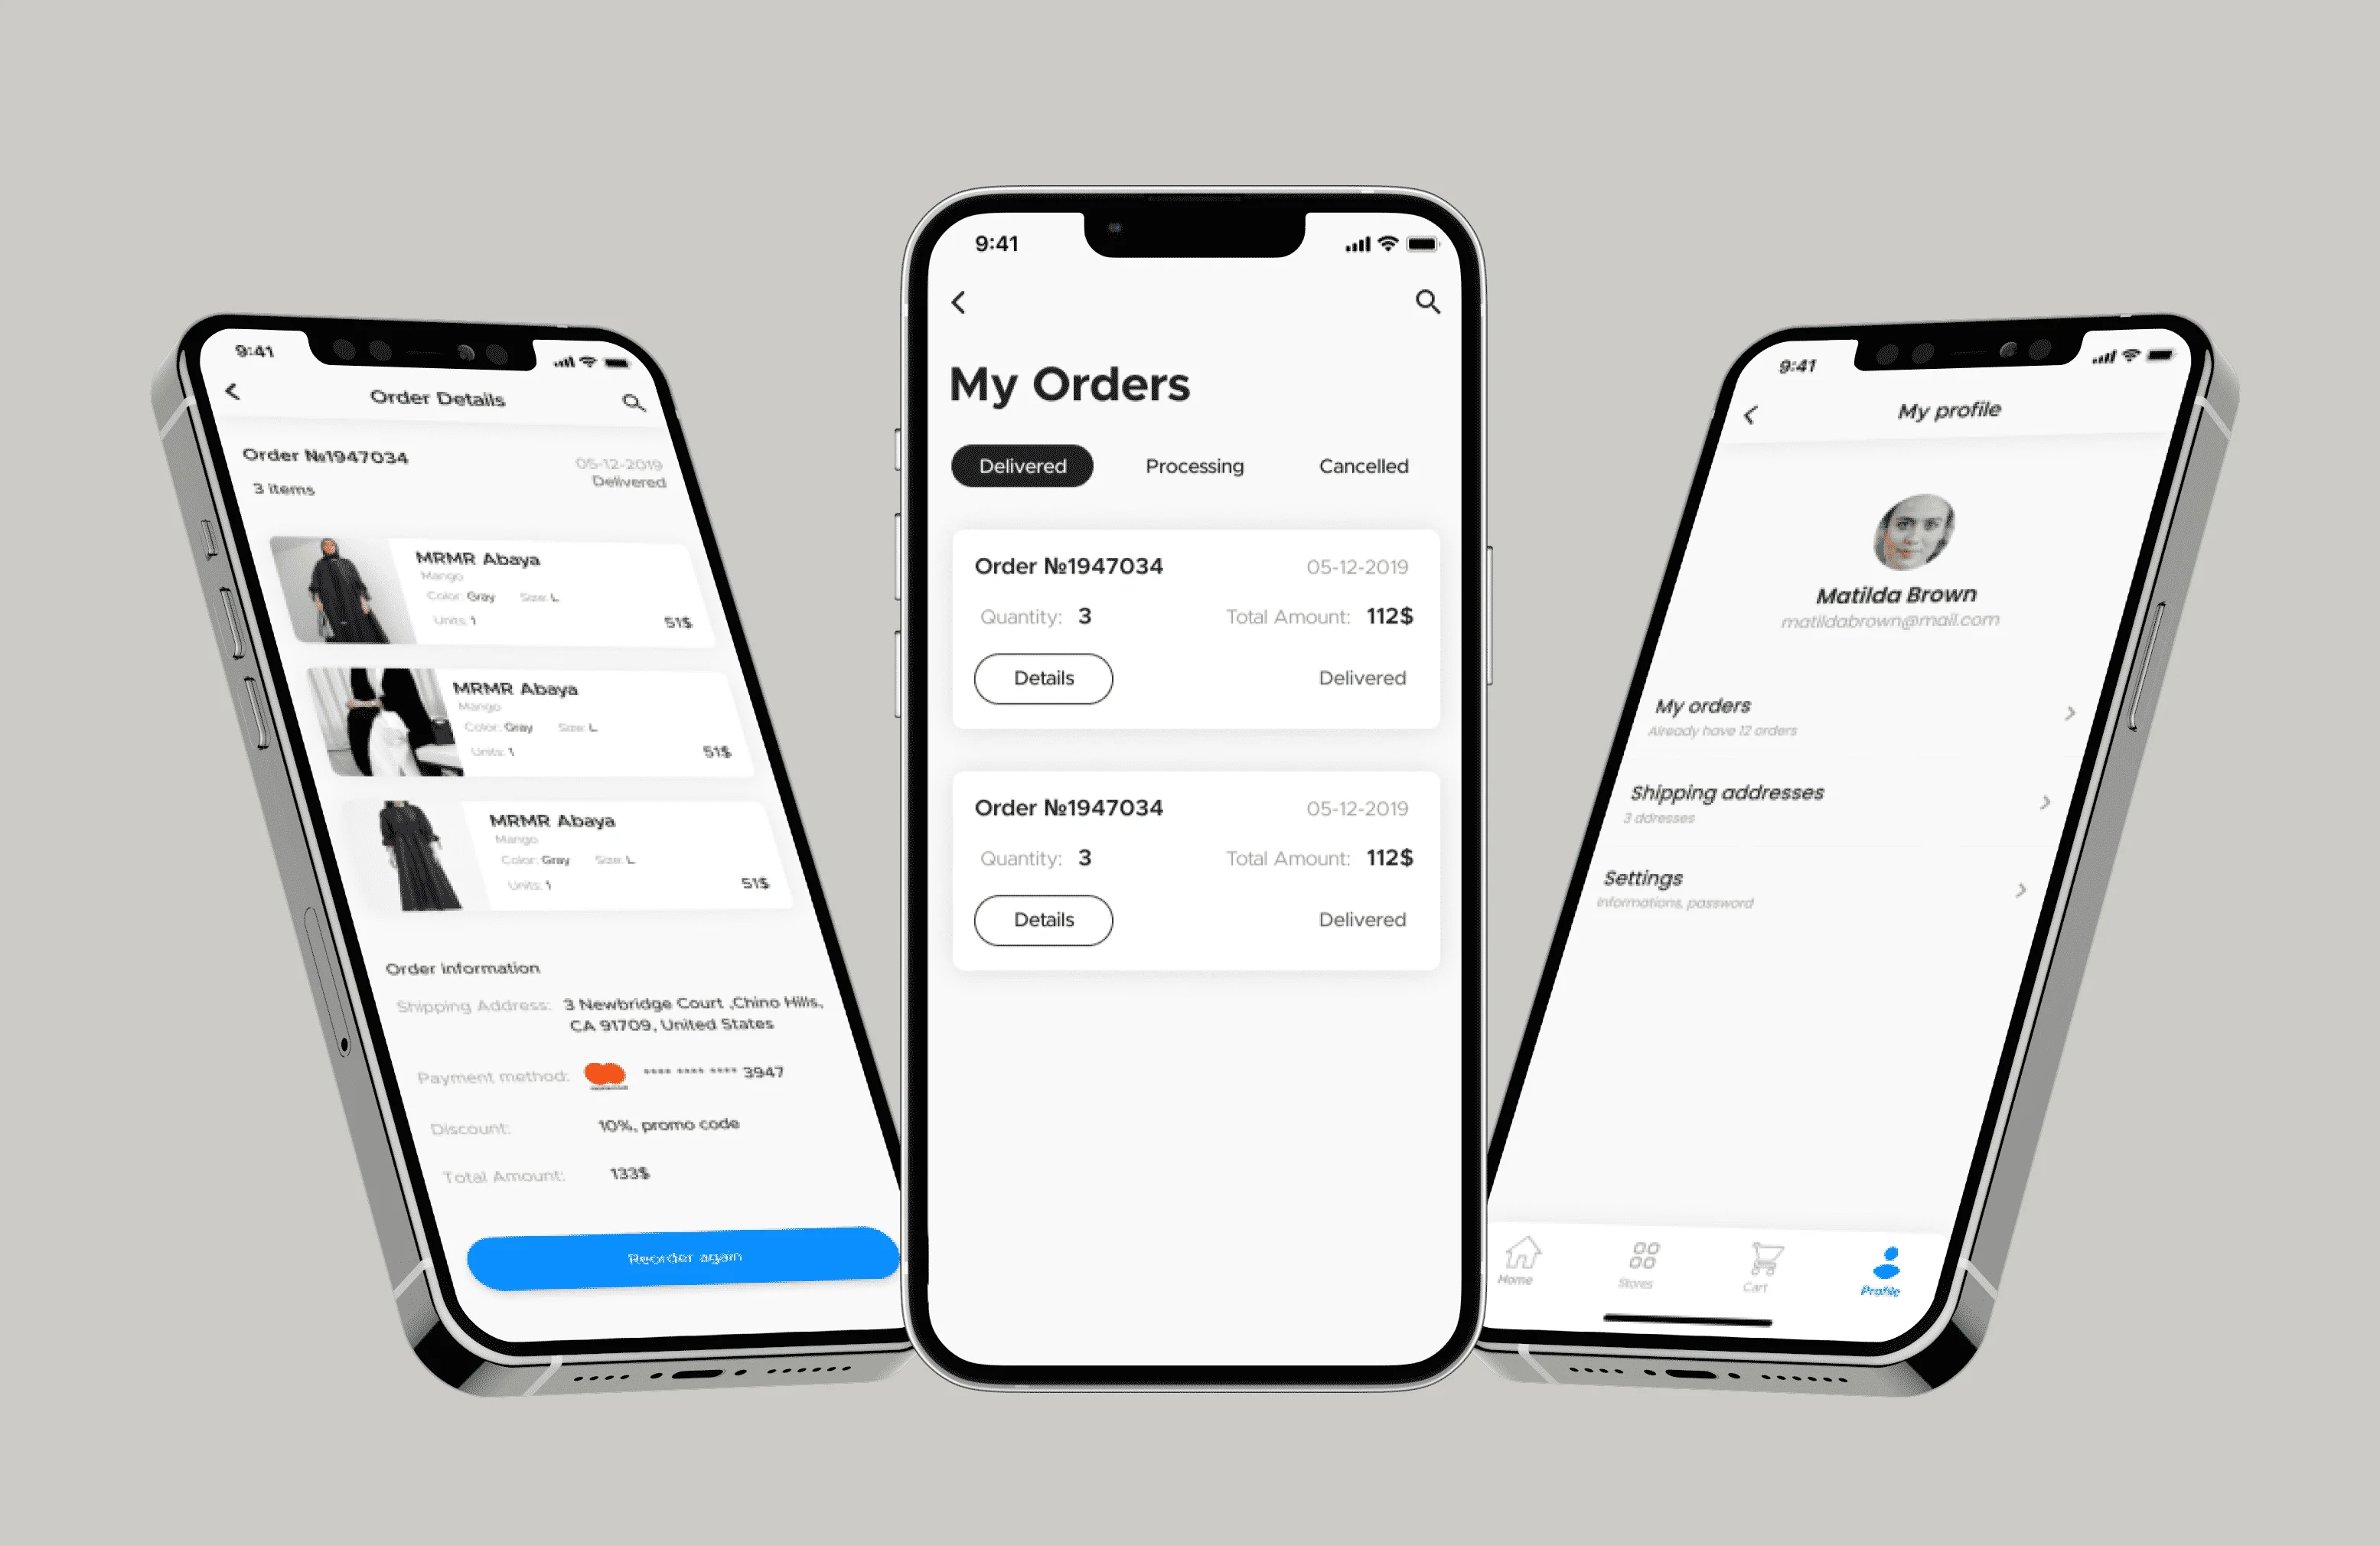 9:41
Order Details
Order №1947034
05-12-2019
3 items
Delivered
MRMR Abaya
Mango
Color: Gray Size: L
Units: 1
51$
MRMR Abaya
Mango
Color: Gray Size: L
Units: 1
51$
MRMR Abaya
Mango
Color: Gray Size: L
Units: 1
51$
Order information
Shipping Address: 3 Newbridge Court ,Chino Hills,
CA 91709, United States
Payment method: **** **** **** 3947
Discount: 10%, promo code
Total Amount: 133$
Reorder again
9:41
My Orders
Delivered Processing Cancelled
Order №1947034 05-12-2019
Quantity: 3 Total Amount: 112$
Details Delivered
Order №1947034 05-12-2019
Quantity: 3 Total Amount: 112$
Details Delivered
9:41
My profile
Matilda Brown
matildabrown@mail.com
My orders
Already have 12 orders
Shipping addresses
3 ddresses
Settings
Informations, password
Home Stores Cart Profile